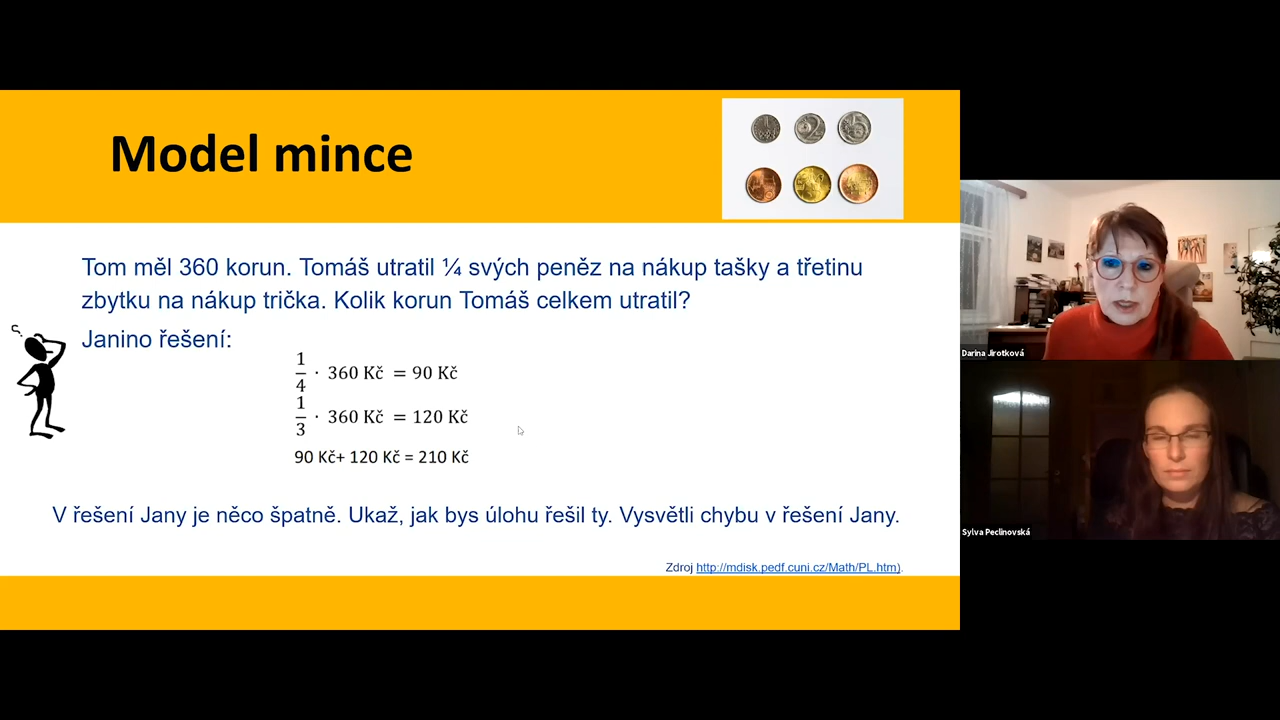 Model mince
Tom měl 360 korun. Tomáš utratil ¼ svých peněz na nákup tašky a třetinu
zbytku na nákup trička. Kolik korun Tomáš celkem utratil?
Janino řešení:
1/4 · 360 Kč = 90 Kč
1/3 · 360 Kč = 120 Kč
90 Kč+ 120 Kč = 210 Kč
V řešení Jany je něco špatně. Ukaž, jak bys úlohu řešil ty. Vysvětli chybu v řešení Jany.
Zdroj http://mdisk.pedf.cuni.cz/Math/PL.htm).
Darina Jirotková
Sylva Peclinovská